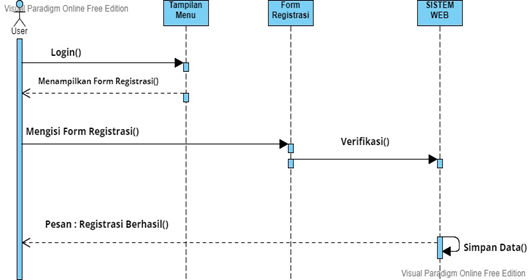 Visual Paradigm Online Free Edition
User
Tampilan
Menu
Form
Registrasi
SISTEM
WEB
Login()
Menampilkan Form Registrasi()
Mengisi Form Registrasi()
Verifikasi()
Pesan : Registrasi Berhasil()
Simpan Data()
Visual Paradigm Online Free Edition